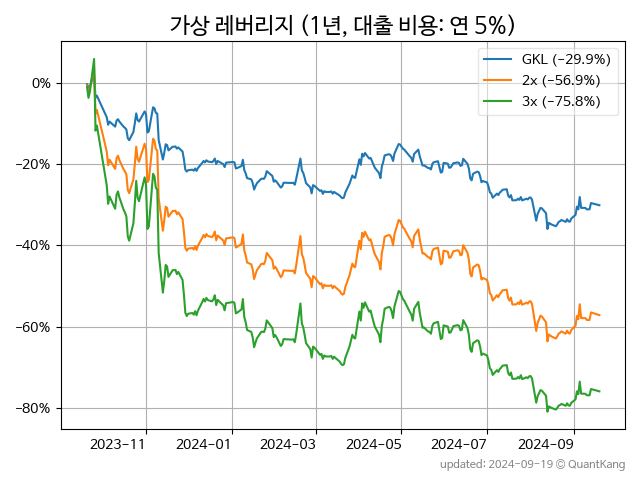 가상 레버리지 (1년, 대출 비용: 연 5%)
GKL (−29.9%)
2x (−56.9%)
3x (−75.8%)
0%
−20%
−40%
−60%
−80%
2023−11 2024−01 2024−03 2024−05 2024−07 2024−09
updated: 2024−09−19 © QuantKang